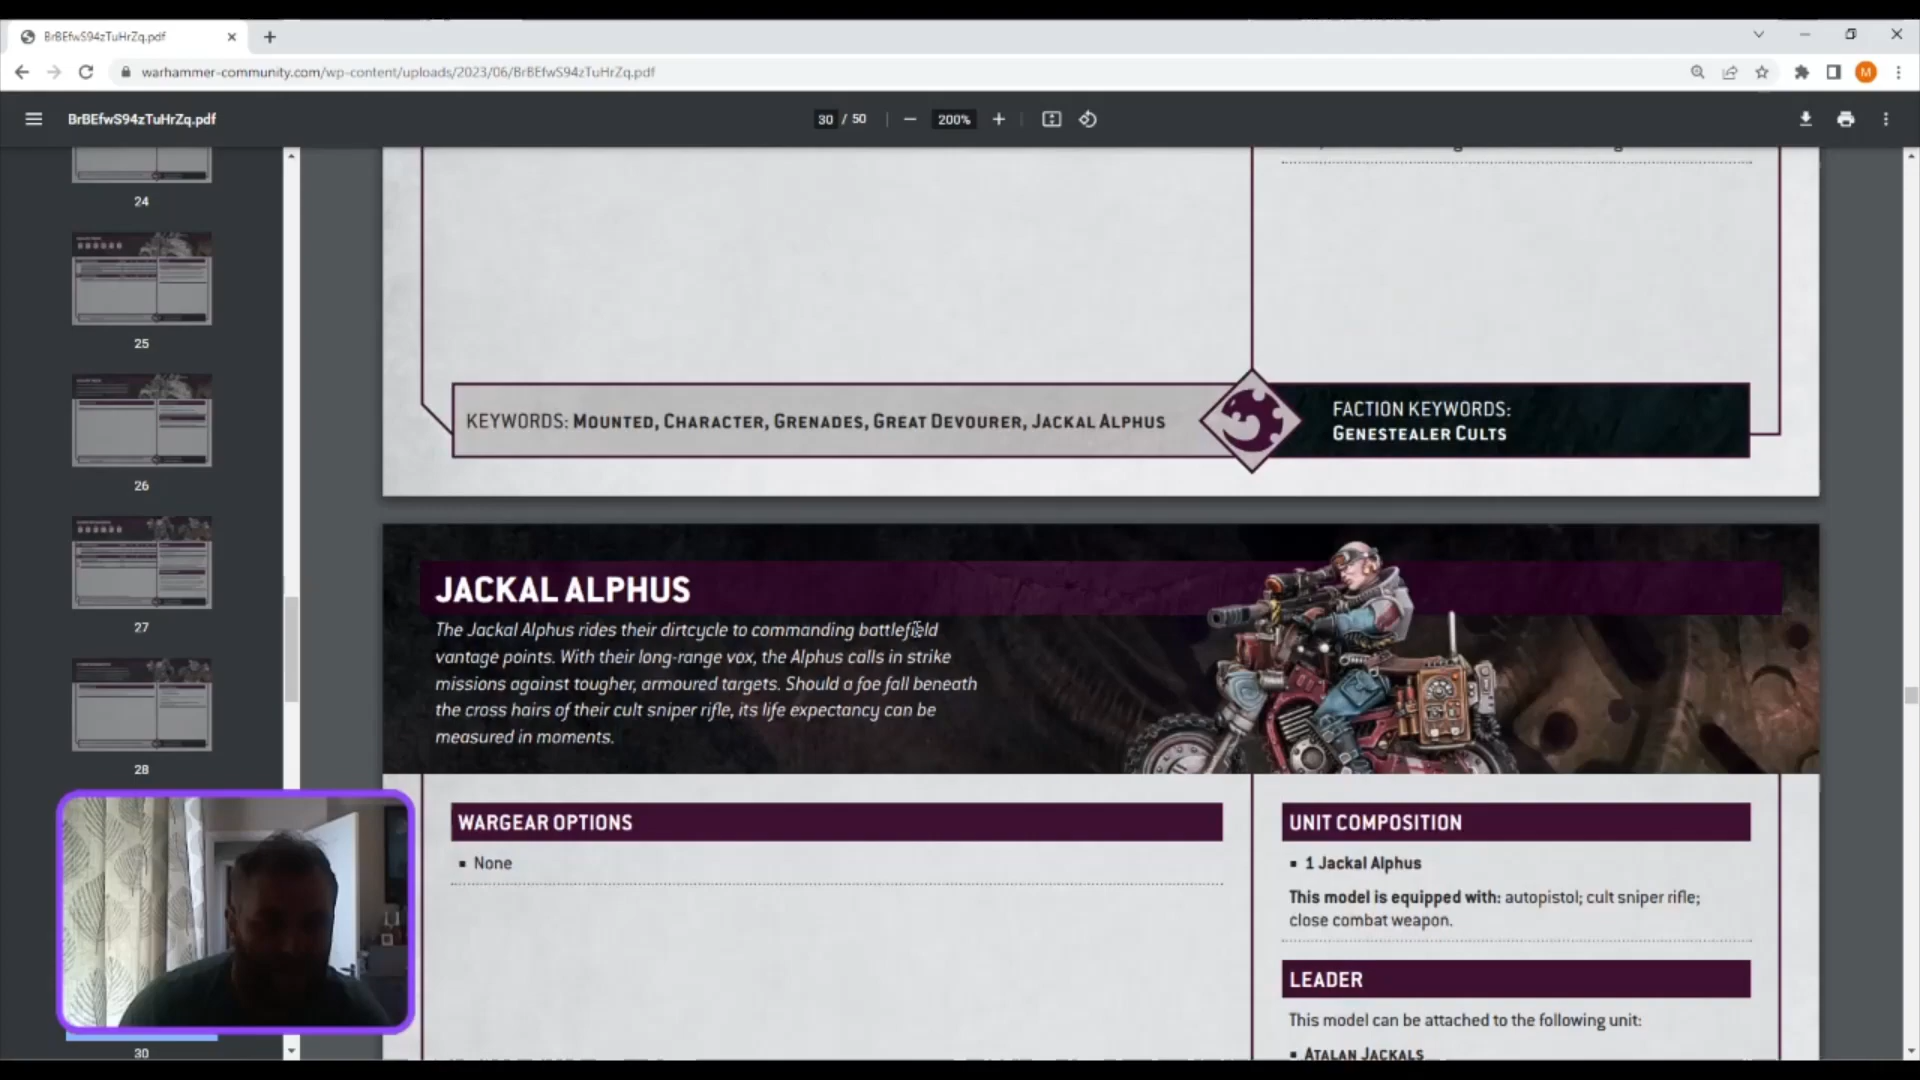 BrBEfwS94zTuHrZq.pdf
warhammer-community.com/wp-content/uploads/2023/06/BrBEfwS94zTuHrZq.pdf
M
BrBEfwS94zTuHrZq.pdf
30 / 50
200%
24
25
26
27
28
30
KEYWORDS: MOUNTED, CHARACTER, GRENADES, GREAT DEVOURER, JACKAL ALPHUS
FACTION KEYWORDS:
GENESTEALER CULTS
JACKAL ALPHUS
The Jackal Alphus rides their dirtcycle to commanding battlefield
vantage points. With their long-range vox, the Alphus calls in strike
missions against tougher, armoured targets. Should a foe fall beneath
the cross hairs of their cult sniper rifle, its life expectancy can be
measured in moments.
WARGEAR OPTIONS
▪ None
UNIT COMPOSITION
▪ 1 Jackal Alphus
This model is equipped with: autopistol; cult sniper rifle;
close combat weapon.
LEADER
This model can be attached to the following unit:
▪ ATALAN JACKALS